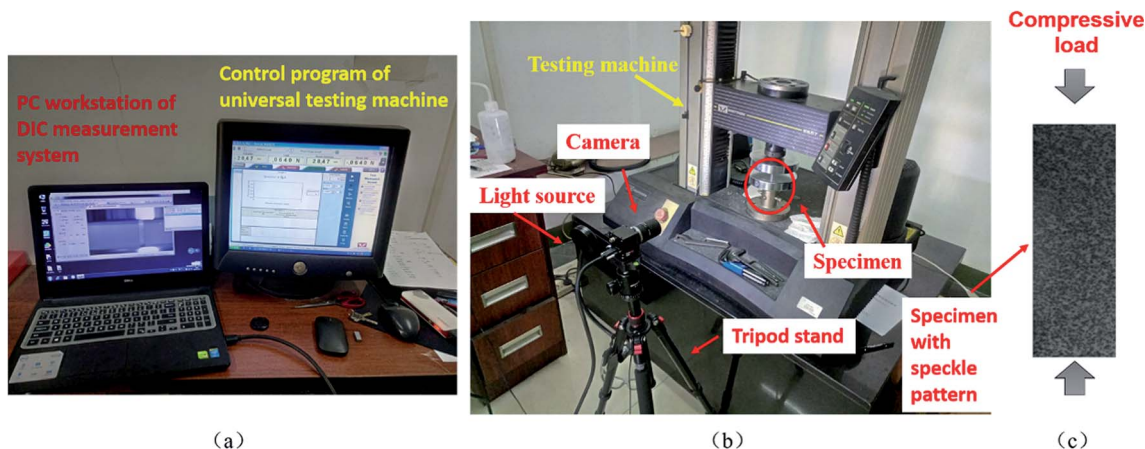 PC workstation of
DIC measurement
system
Control program of
universal testing machine
Testing machine
Camera
Light source
Specimen
Tripod stand
Specimen
with
speckle
pattern
Compressive
load
(a)
(b)
(c)